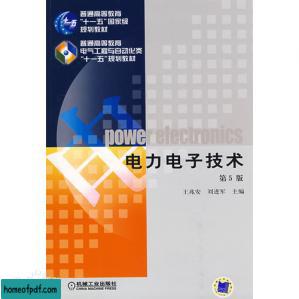 普通高等教育
"十一五"国家级
规划教材
普通高等教育
电气工程与自动化类
"十一五"规划教材
power electronics
电力电子技术
第5版
王兆安 刘进军 主编
机械工业出版社
homeofpdf.com